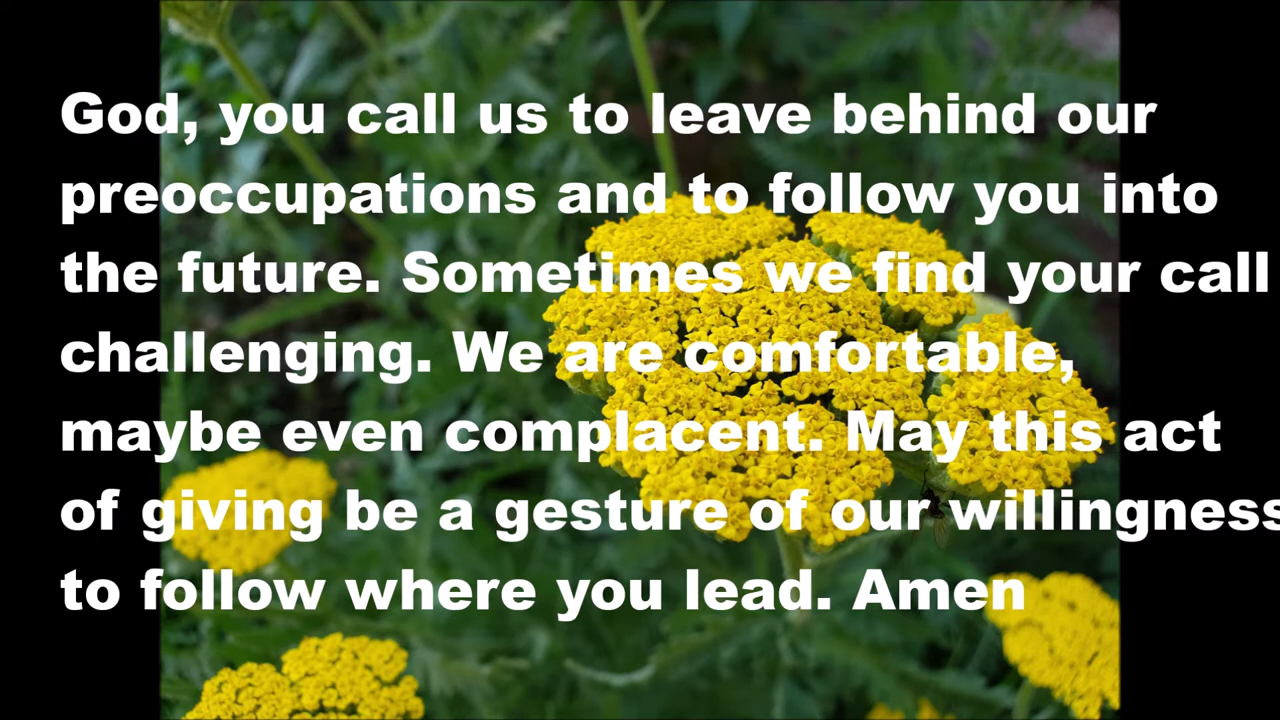 God, you call us to leave behind our
preoccupations and to follow you into
the future. Sometimes we find your call
challenging. We are comfortable,
maybe even complacent. May this act
of giving be a gesture of our willingness
to follow where you lead. Amen